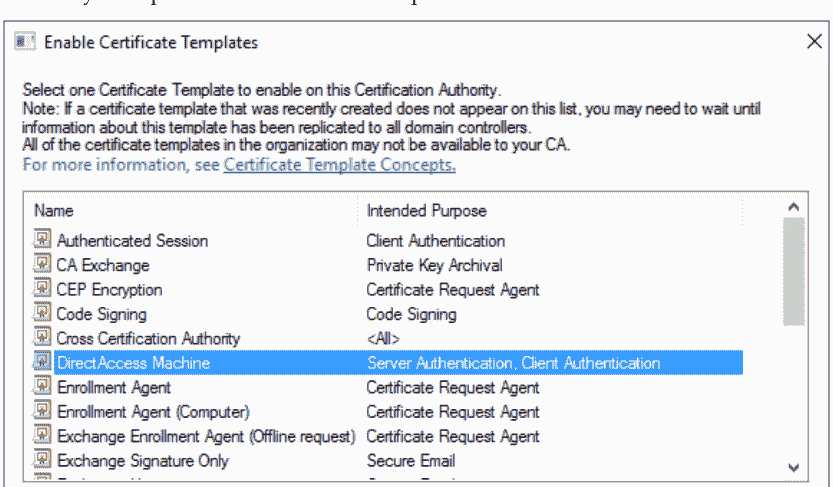 Enable Certificate Templates
Select one Certificate Template to enable on this Certification Authority.
Note: If a certificate template that was recently created does not appear on this list, you may need to wait until
information about this template has been replicated to all domain controllers.
All of the certificate templates in the organization may not be available to your CA.
For more information, see Certificate Template Concepts.
Name Intended Purpose
Authenticated Session Client Authentication
CA Exchange Private Key Archival
CEP Encryption Certificate Request Agent
Code Signing Code Signing
Cross Certification Authority <All>
DirectAccess Machine Server Authentication, Client Authentication
Enrollment Agent Certificate Request Agent
Enrollment Agent (Computer) Certificate Request Agent
Exchange Enrollment Agent (Offline request) Certificate Request Agent
Exchange Signature Only Secure Email